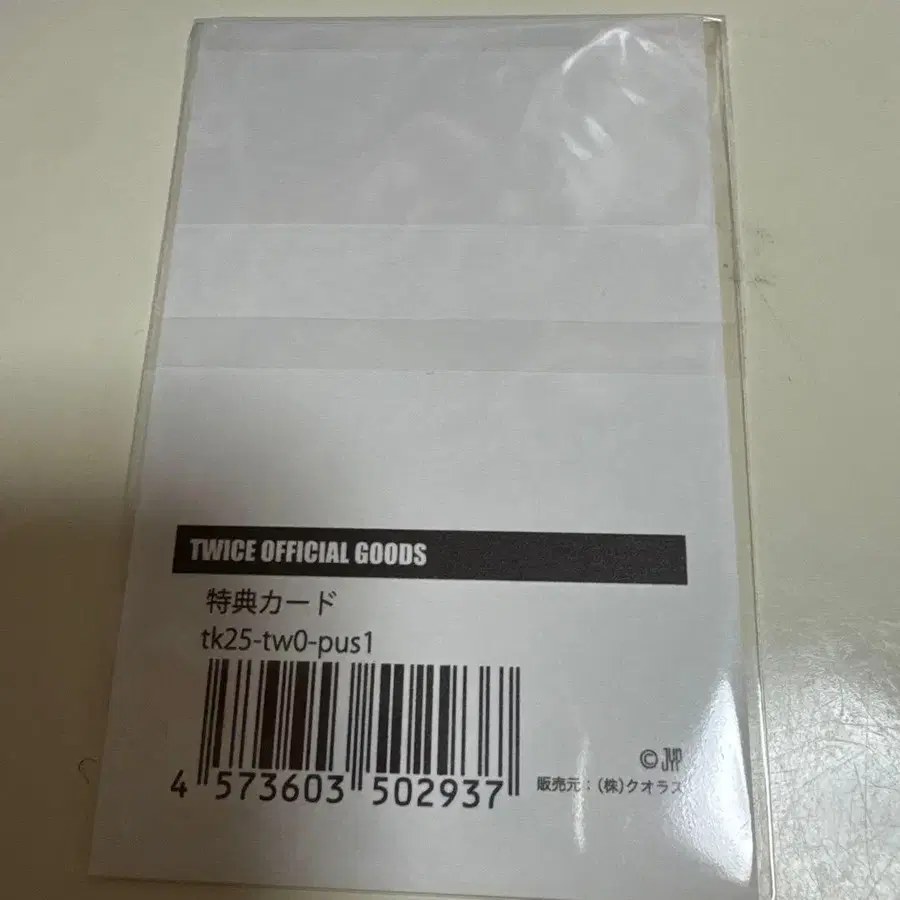 TWICE OFFICIAL GOODS
特典カード
tk25-tw0-pus1
4 573603 502937
© JYP
販売元：(株)クオラス